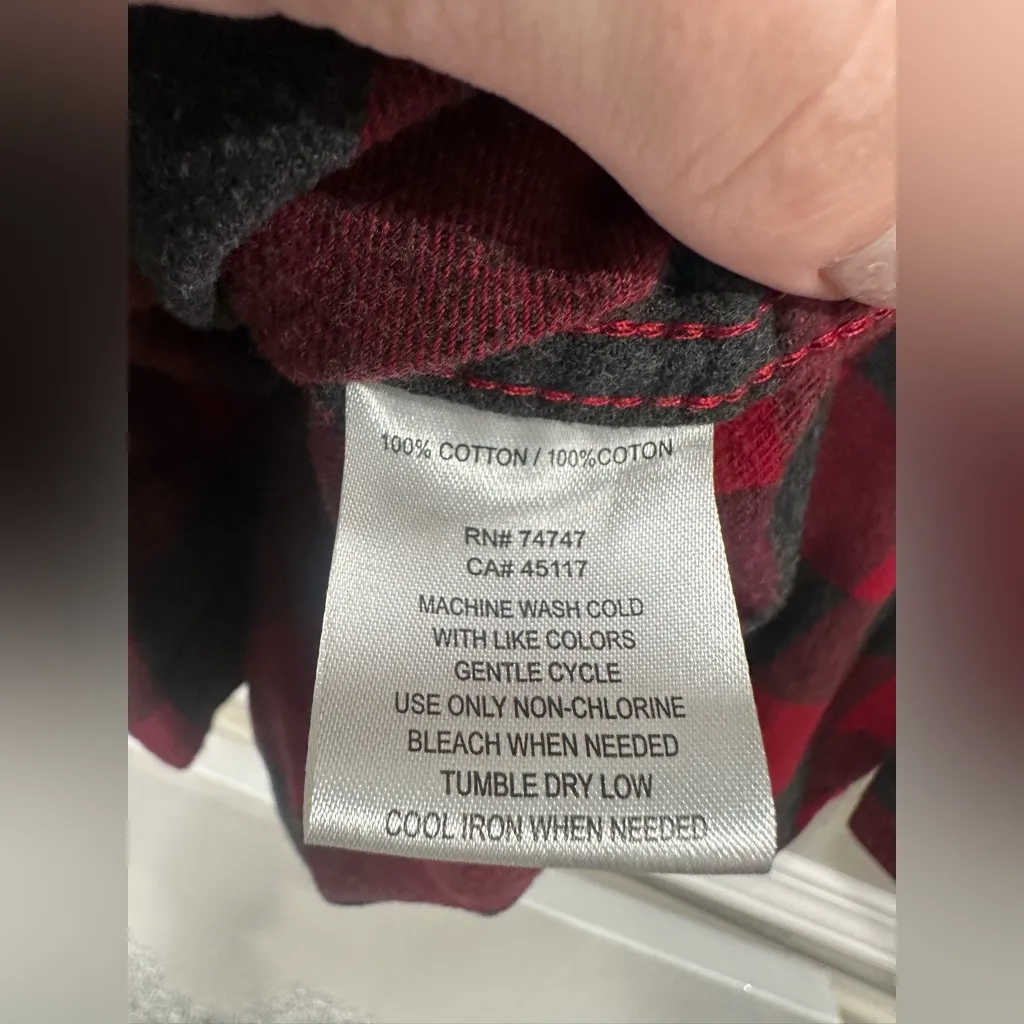 100% COTTON / 100%COTON
RN# 74747
CA# 45117
MACHINE WASH COLD
WITH LIKE COLORS
GENTLE CYCLE
USE ONLY NON-CHLORINE
BLEACH WHEN NEEDED
TUMBLE DRY LOW
COOL IRON WHEN NEEDED